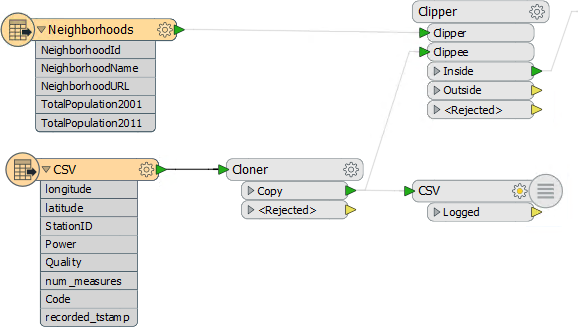 Neighborhoods
NeighborhoodId
NeighborhoodName
NeighborhoodURL
TotalPopulation2001
TotalPopulation2011
Clipper
Clipper
Clippee
Inside
Outside
<Rejected>
CSV
longitude
latitude
StationID
Power
Quality
num_measures
Code
recorded_tstamp
Cloner
Copy
<Rejected>
CSV
Logged